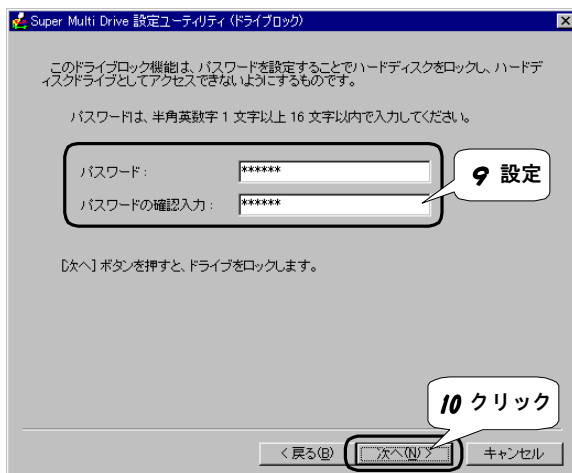 Super Multi Drive 設定ユーティリティ (ドライブロック)
このドライブロック機能は、パスワードを設定することでハードディスクをロックし、ハードデ
ィスクドライブとしてアクセスできないようにするものです。
パスワードは、半角英数字 1 文字以上 16 文字以内で入力してください。
パスワード : ******
9 設定
パスワードの確認入力 : ******
[次へ] ボタンを押すと、ドライブをロックします。
10 クリック
< 戻る(B) 次へ(N) > キャンセル